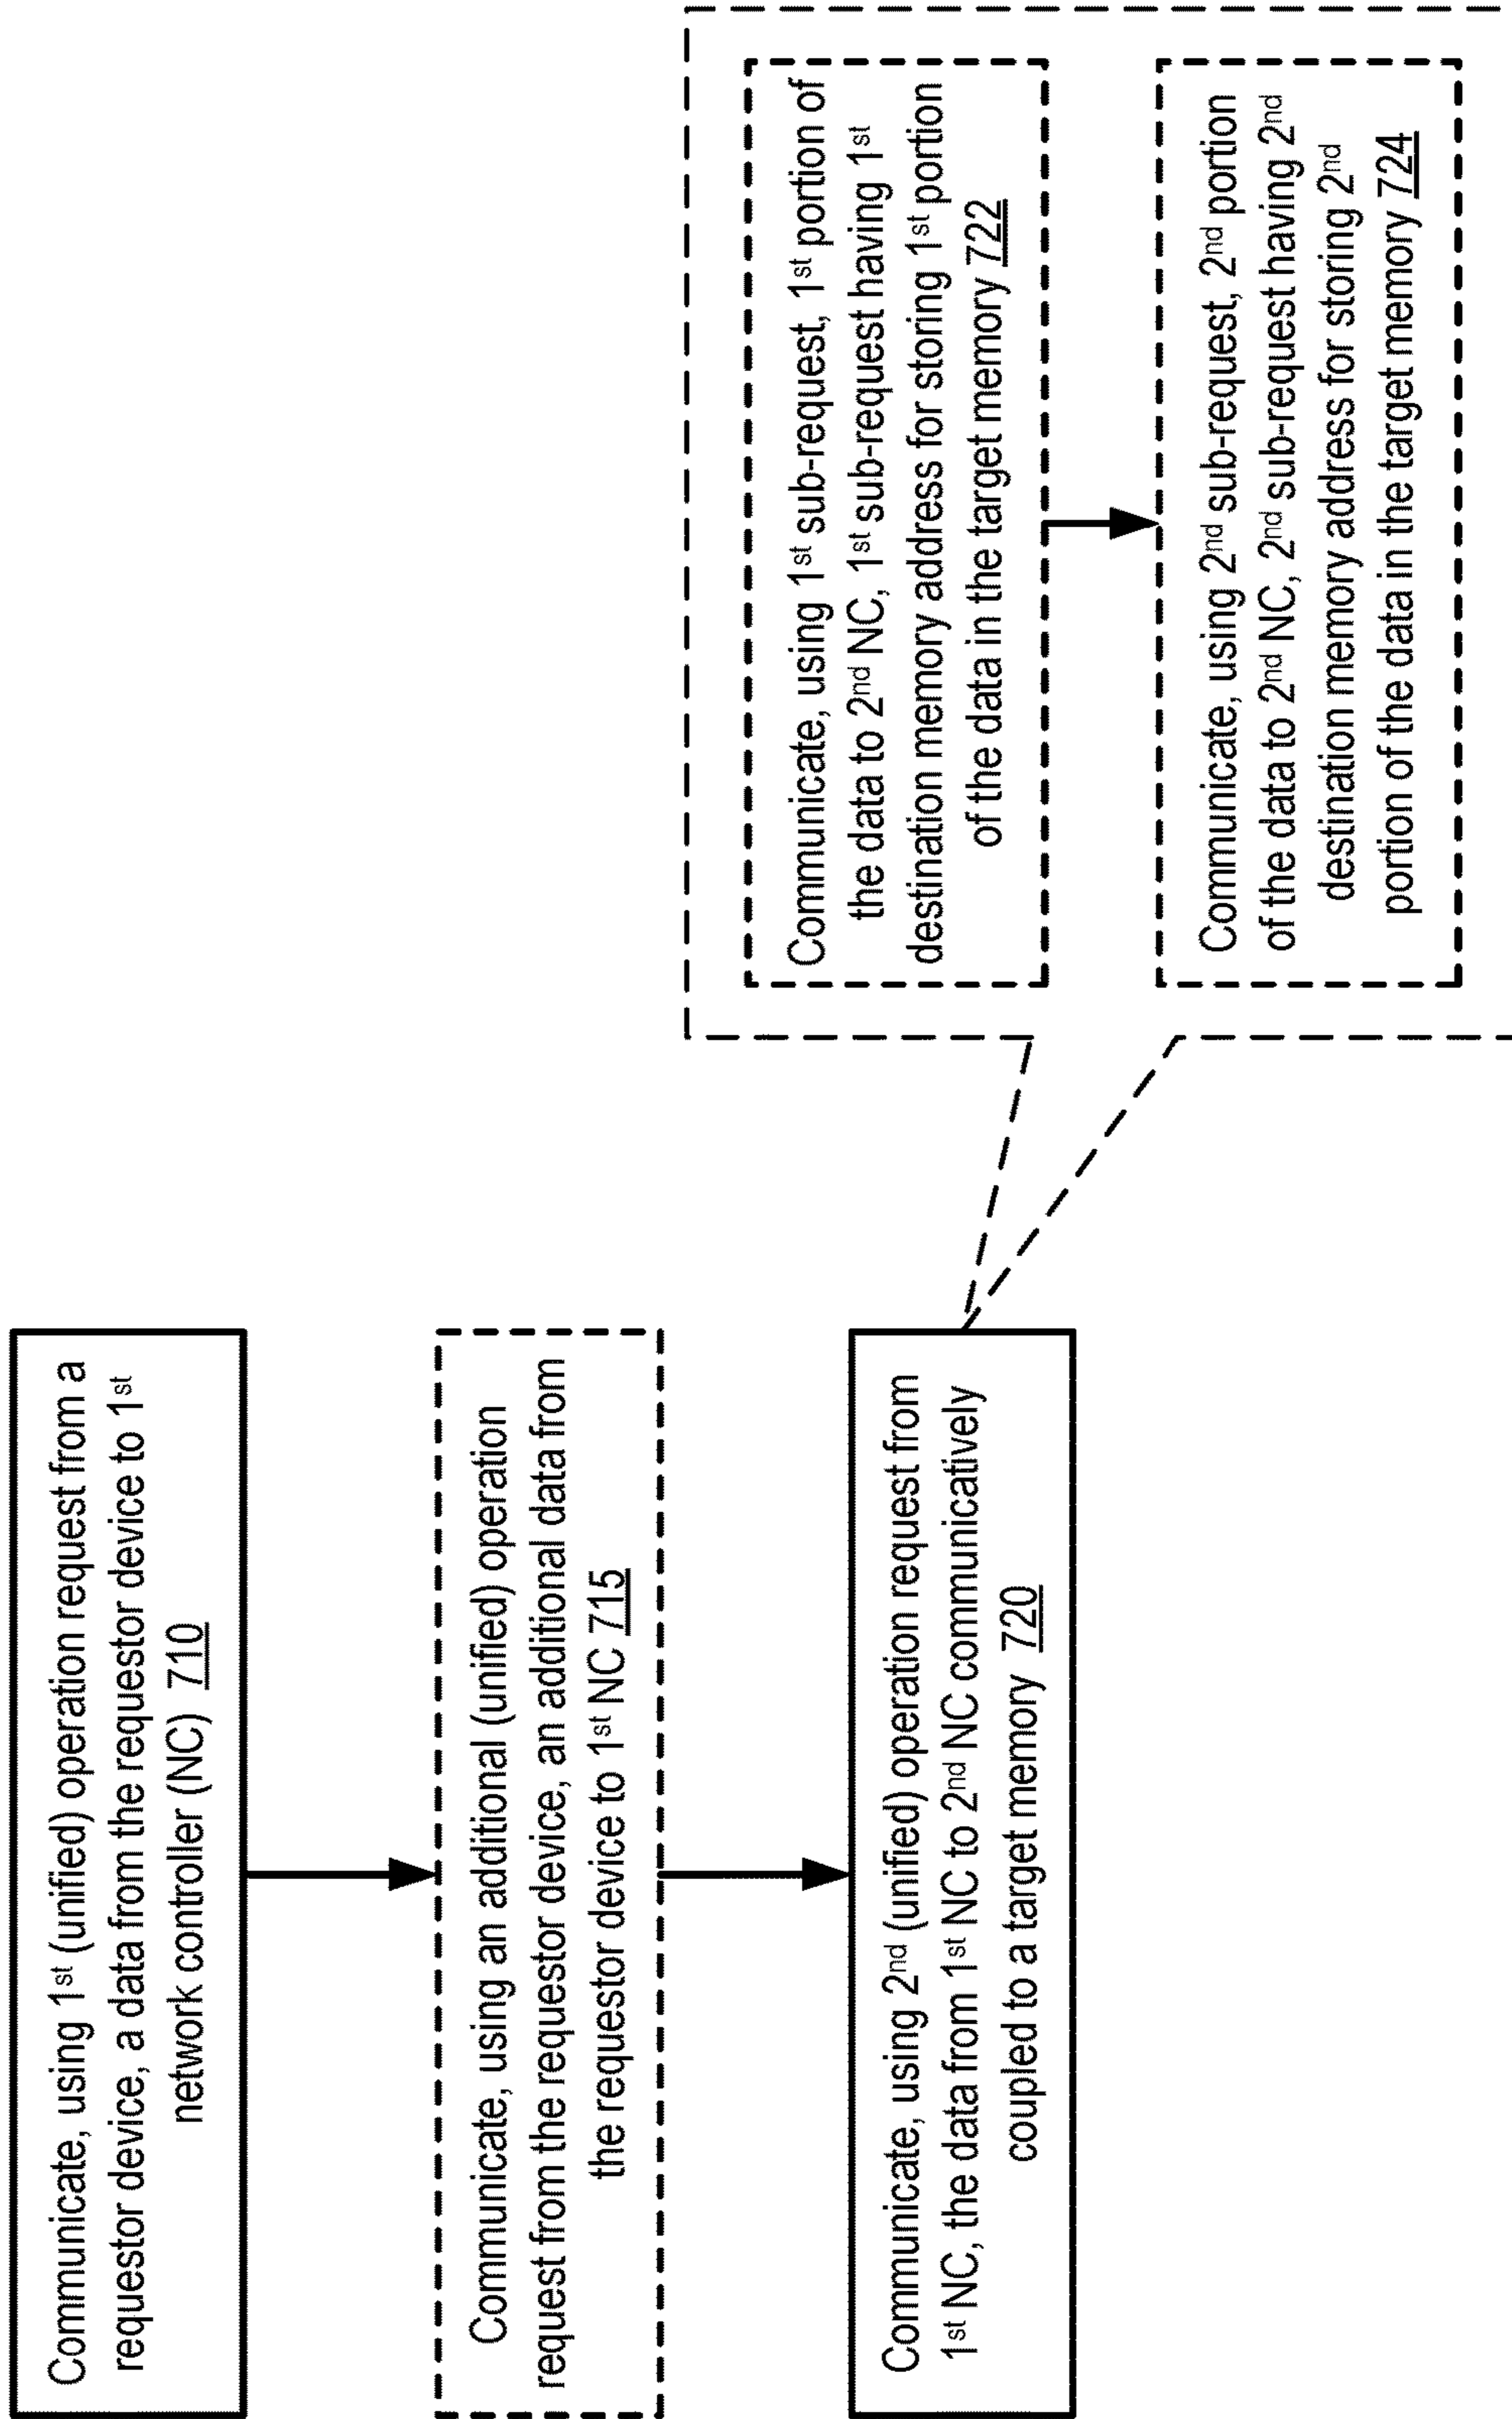 Communicate, using 1st (unified) operation request from a
requestor device, a data from the requestor device to 1st
network controller (NC) 710
Communicate, using an additional (unified) operation
request from the requestor device, an additional data from
the requestor device to 1st NC 715
Communicate, using 2nd (unified) operation request from
1st NC, the data from 1st NC to 2nd NC communicatively
coupled to a target memory 720
Communicate, using 1st sub-request, 1st portion of
the data to 2nd NC, 1st sub-request having 1st
destination memory address for storing 1st portion
of the data in the target memory 722
Communicate, using 2nd sub-request, 2nd portion
of the data to 2nd NC, 2nd sub-request having 2nd
destination memory address for storing 2nd
portion of the data in the target memory 724